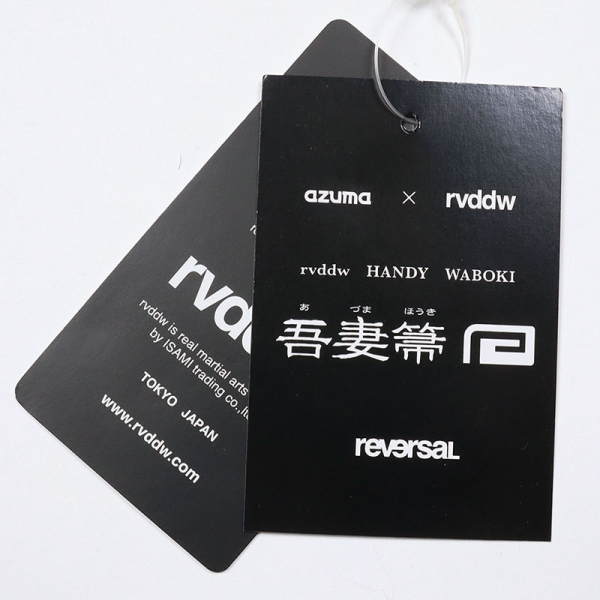 azuma × rvddw
rvddw HANDY WABOKI
あ づま ほうき
吾妻箒
reversal
rvddw is real martial arts
by ISAMI trading co.,
TOKYO JAPAN
www.rvddw.com